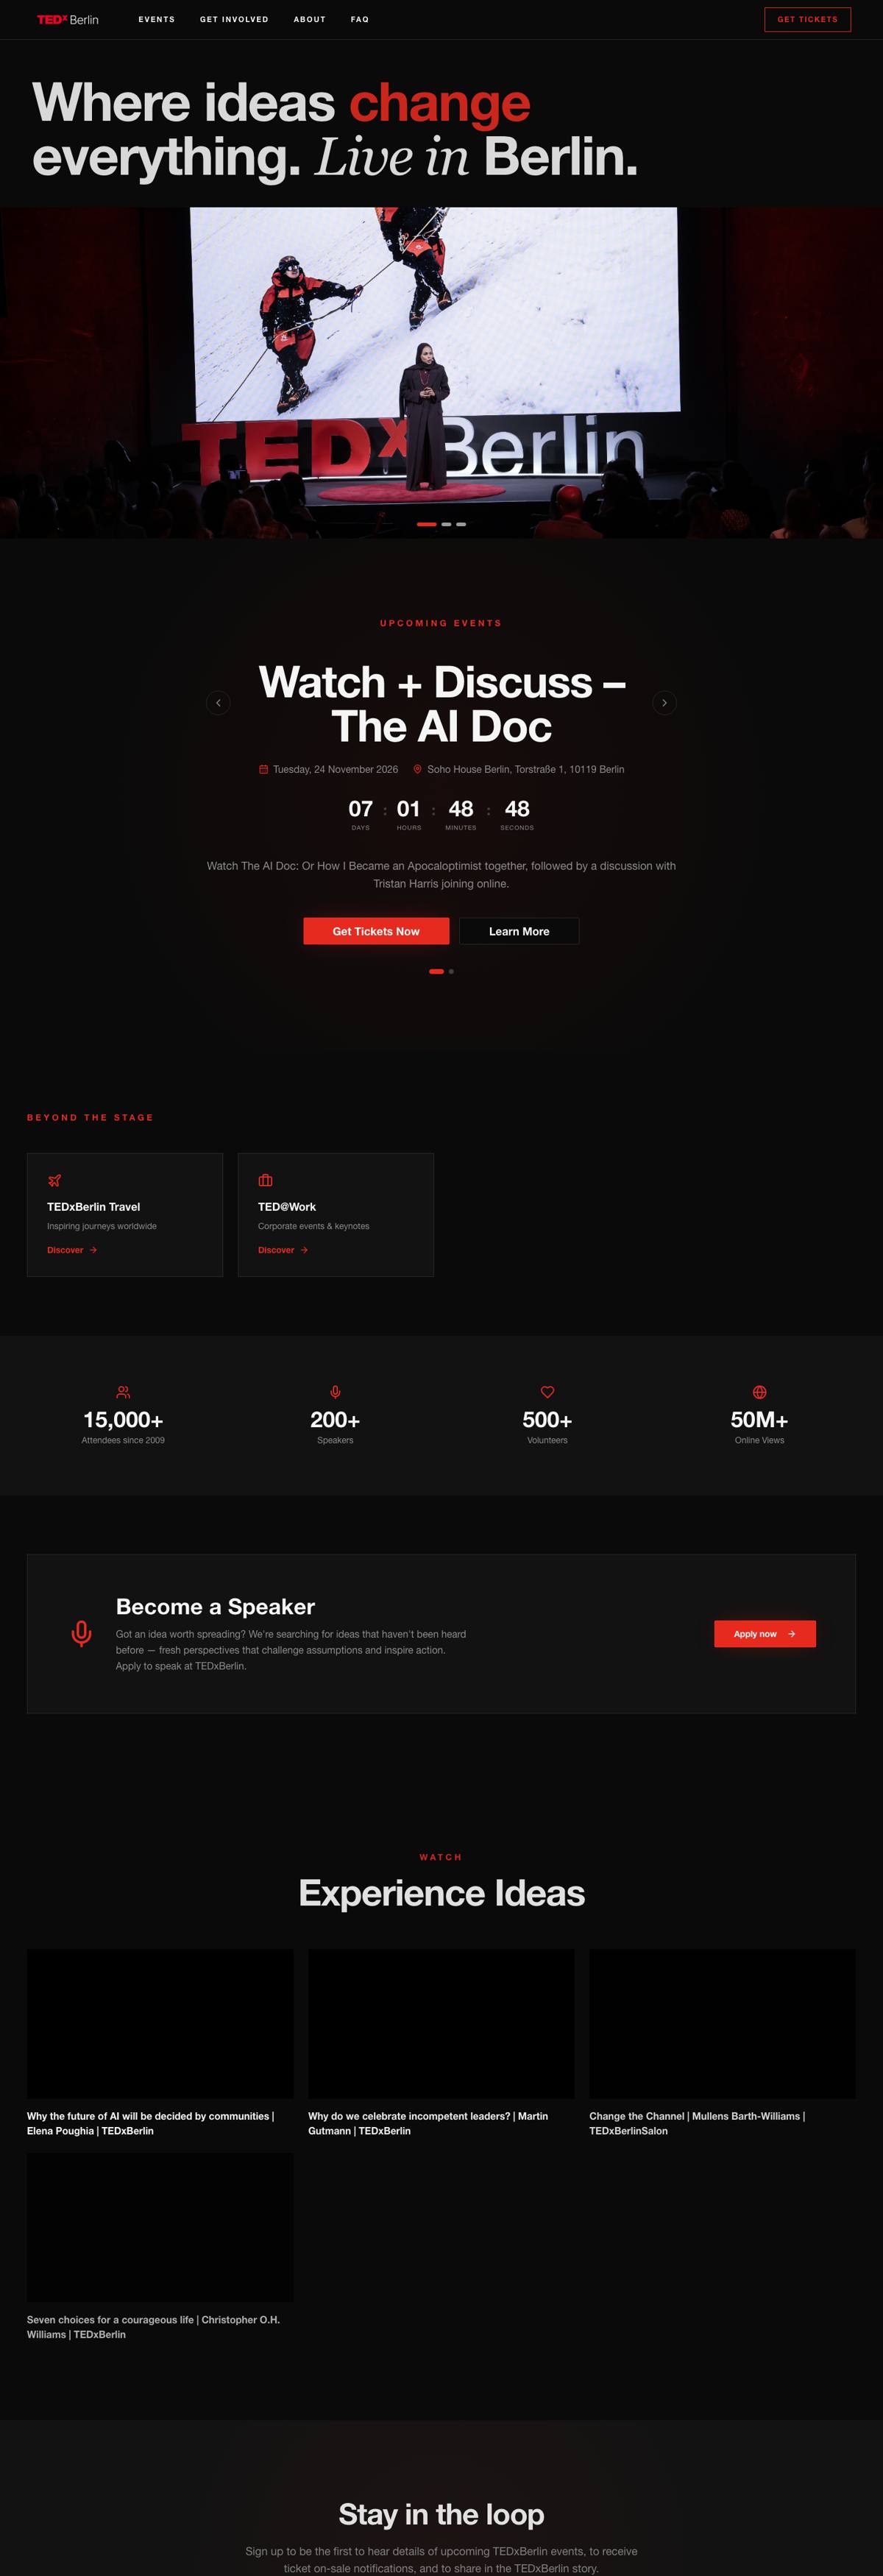 TEDx Berlin
EVENTS
GET INVOLVED
ABOUT
FAQ
GET TICKETS
Where ideas change
everything. Live in Berlin.
TEDxBerlin
UPCOMING EVENTS
Watch + Discuss –
The AI Doc
Tuesday, 24 November 2026
Soho House Berlin, Torstraße 1, 10119 Berlin
07 : 01 : 48 : 48
DAYS HOURS MINUTES SECONDS
Watch The AI Doc: Or How I Became an Apocaloptimist together, followed by a discussion with
Tristan Harris joining online.
Get Tickets Now
Learn More
BEYOND THE STAGE
TEDxBerlin Travel
Inspiring journeys worldwide
Discover
TED@Work
Corporate events & keynotes
Discover
15,000+
Attendees since 2009
200+
Speakers
500+
Volunteers
50M+
Online Views
Become a Speaker
Got an idea worth spreading? We're searching for ideas that haven't been heard
before — fresh perspectives that challenge assumptions and inspire action.
Apply to speak at TEDxBerlin.
Apply now
WATCH
Experience Ideas
Why the future of AI will be decided by communities |
Elena Poughia | TEDxBerlin
Why do we celebrate incompetent leaders? | Martin
Gutmann | TEDxBerlin
Change the Channel | Mullens Barth-Williams |
TEDxBerlinSalon
Seven choices for a courageous life | Christopher O.H.
Williams | TEDxBerlin
Stay in the loop
Sign up to be the first to hear details of upcoming TEDxBerlin events, to receive
ticket on-sale notifications, and to share in the TEDxBerlin story.